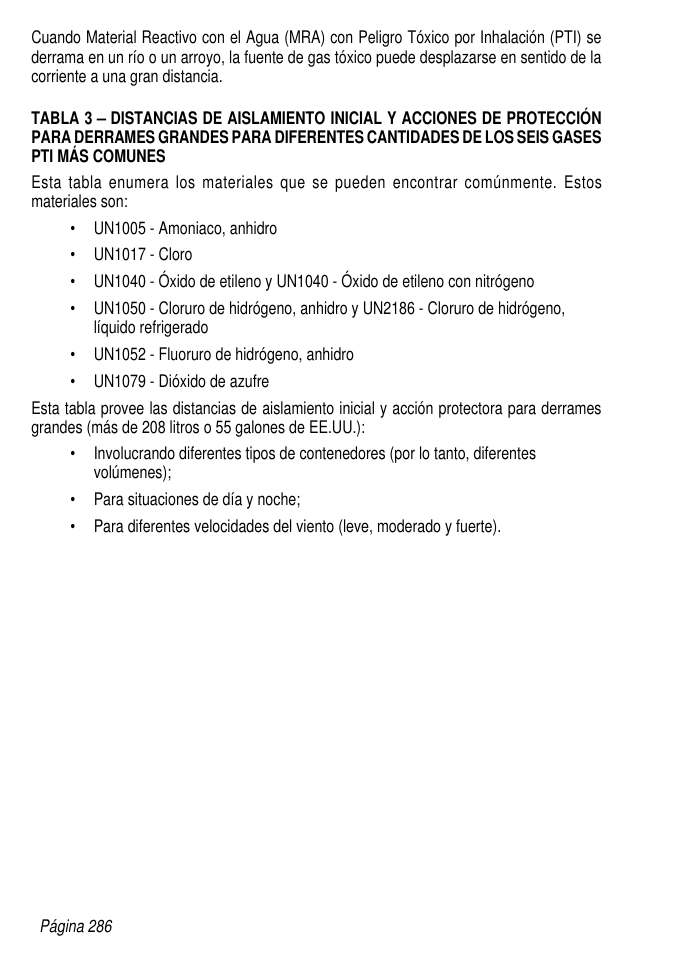 Cuando Material Reactivo con el Agua (MRA) con Peligro Tóxico por Inhalación (PTI) se
derrama en un río o un arroyo, la fuente de gas tóxico puede desplazarse en sentido de la
corriente a una gran distancia.
TABLA 3 – DISTANCIAS DE AISLAMIENTO INICIAL Y ACCIONES DE PROTECCIÓN
PARA DERRAMES GRANDES PARA DIFERENTES CANTIDADES DE LOS SEIS GASES
PTI MÁS COMUNES
Esta tabla enumera los materiales que se pueden encontrar comúnmente. Estos
materiales son:
• UN1005 - Amoniaco, anhidro
• UN1017 - Cloro
• UN1040 - Óxido de etileno y UN1040 - Óxido de etileno con nitrógeno
• UN1050 - Cloruro de hidrógeno, anhidro y UN2186 - Cloruro de hidrógeno,
líquido refrigerado
• UN1052 - Fluoruro de hidrógeno, anhidro
• UN1079 - Dióxido de azufre
Esta tabla provee las distancias de aislamiento inicial y acción protectora para derrames
grandes (más de 208 litros o 55 galones de EE.UU.):
• Involucrando diferentes tipos de contenedores (por lo tanto, diferentes
volúmenes);
• Para situaciones de día y noche;
• Para diferentes velocidades del viento (leve, moderado y fuerte).
Página 286